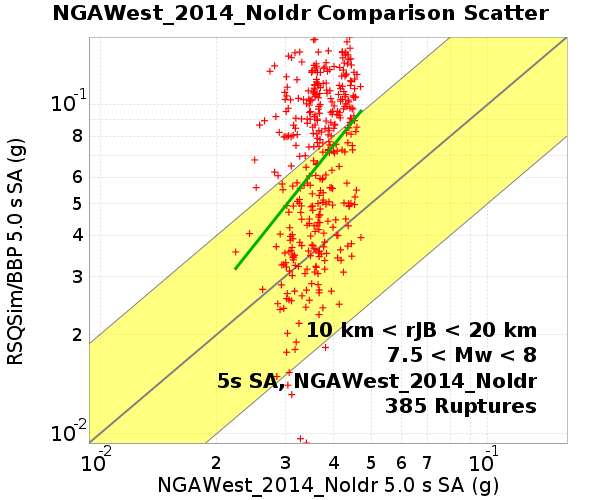 NGAWest_2014_NoIdr Comparison Scatter
RSQSim/BBP 5.0 s SA (g)
10-1
8
6
5
4
3
2
10-2
10 km < rJB < 20 km
7.5 < Mw < 8
5s SA, NGAWest_2014_NoIdr
385 Ruptures
10-2 2 3 4 5 6 7 10-1
NGAWest_2014_NoIdr 5.0 s SA (g)